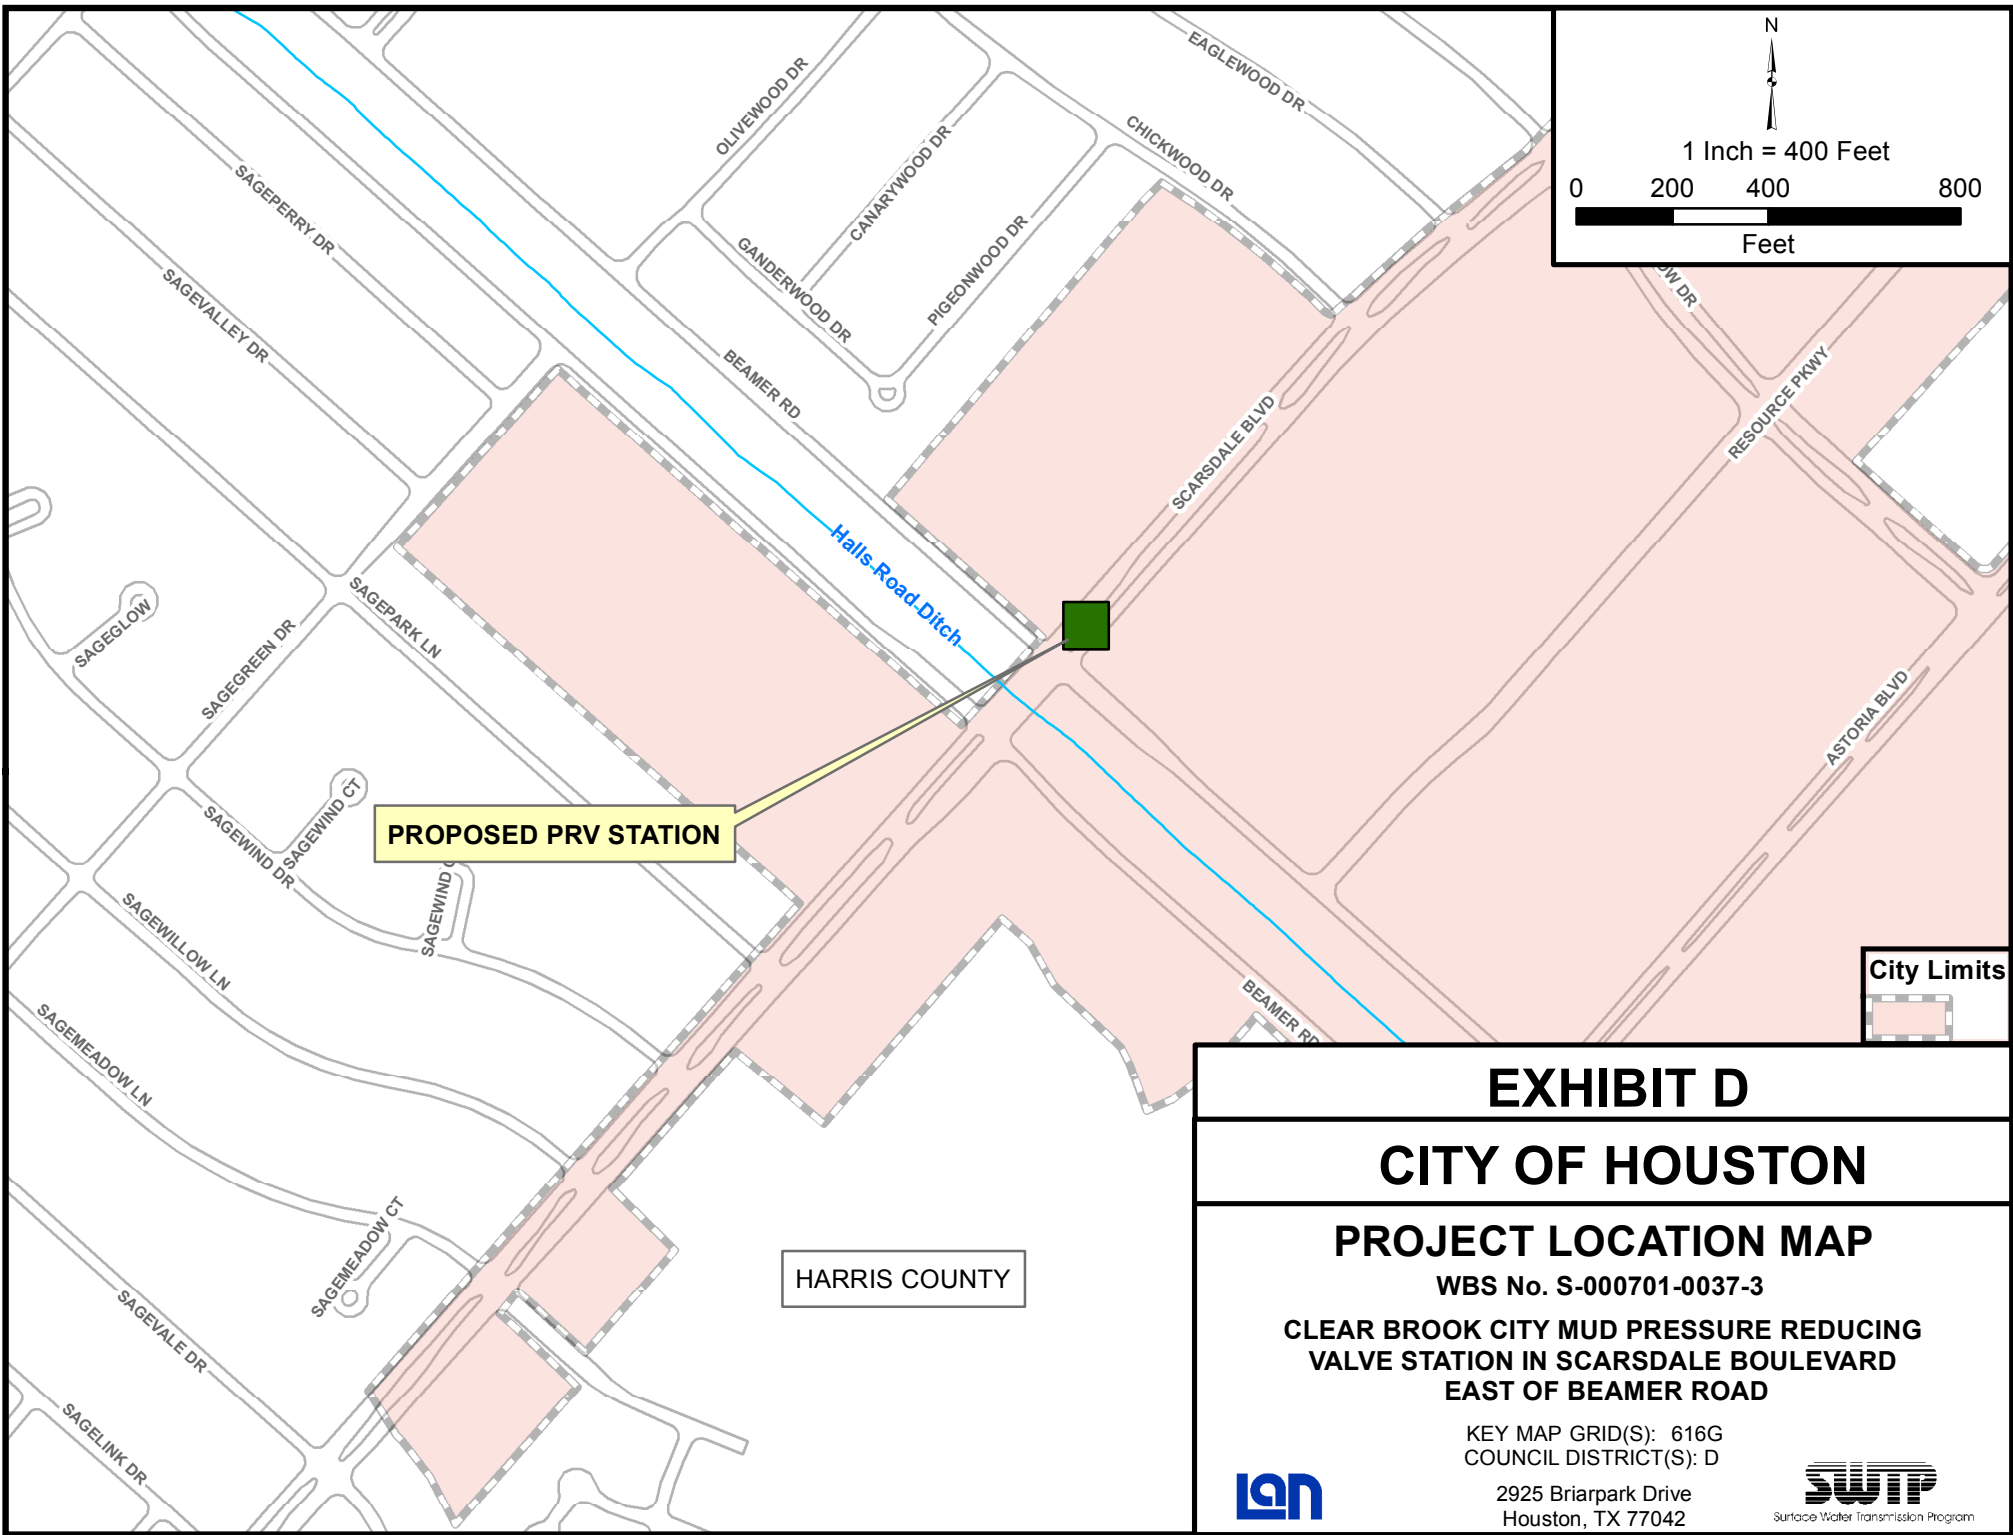 EAGLEWOOD DR
OLIVEWOOD DR
CANARYWOOD DR
CHICKWOOD DR
SAGEPERRY DR
GANDERWOOD DR
PIGEONWOOD DR
SAGEVALLEY DR
BEAMER RD
SCARSDALE BLVD
OW DR
RESOURCE PKWY
Halls Road Ditch
SAGEGLOW
SAGEGREEN DR
SAGEPARK LN
ASTORIA BLVD
SAGEWIND CT
SAGEWIND DR
PROPOSED PRV STATION
SAGEWIND C
SAGEWILLOW LN
SAGEMEADOW LN
BEAMER RD
SAGEMEADOW CT
SAGEVALE DR
SAGELINK DR
HARRIS COUNTY
N
1 Inch = 400 Feet
0 200 400 800
Feet
City Limits
EXHIBIT D
CITY OF HOUSTON
PROJECT LOCATION MAP
WBS No. S-000701-0037-3
CLEAR BROOK CITY MUD PRESSURE REDUCING
VALVE STATION IN SCARSDALE BOULEVARD
EAST OF BEAMER ROAD
KEY MAP GRID(S): 616G
COUNCIL DISTRICT(S): D
2925 Briarpark Drive
Houston, TX 77042
Lan
SWTP
Surface Water Transmission Program